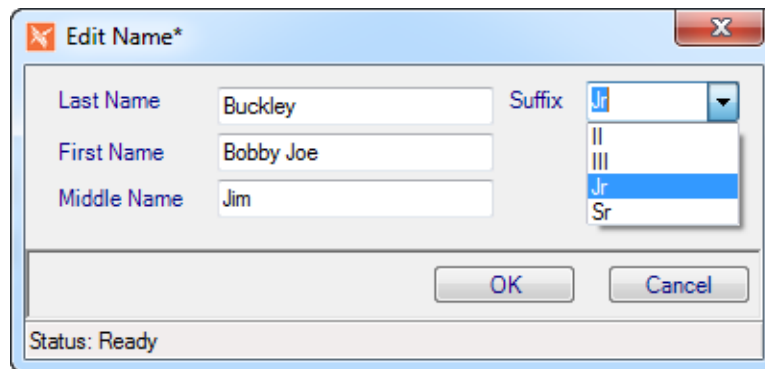 Edit Name*
Last Name Buckley Suffix Jr
II
First Name Bobby Joe
III
Jr
Middle Name Jim
Sr
OK Cancel
Status: Ready